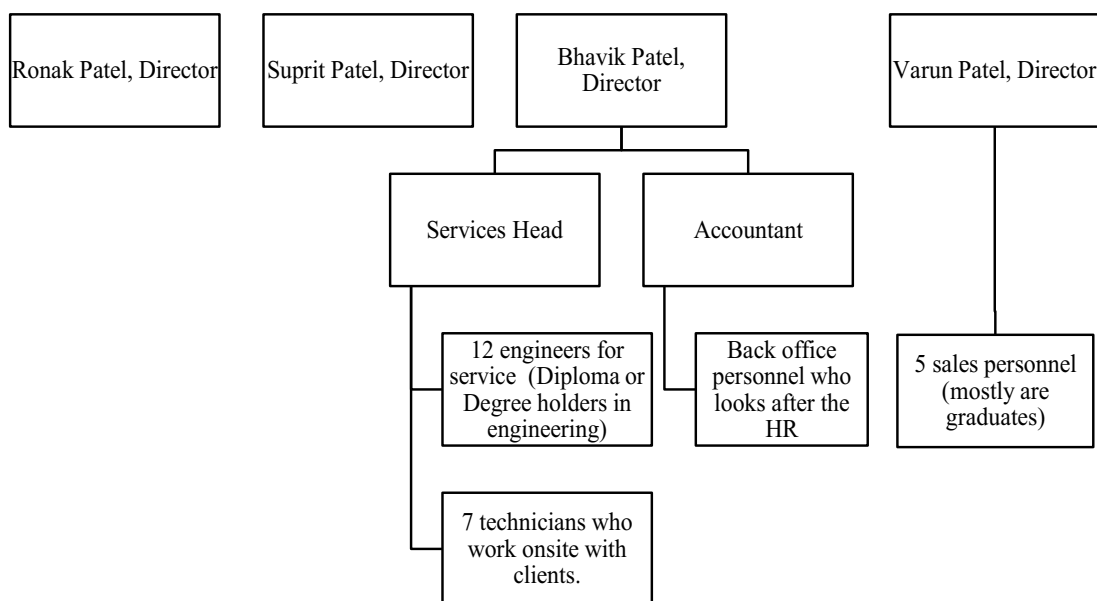 Ronak Patel, Director
Suprit Patel, Director
Bhavik Patel,
Director
Varun Patel, Director
Services Head
Accountant
12 engineers for
service (Diploma or
Degree holders in
engineering)
Back office
personnel who
looks after the
HR
5 sales personnel
(mostly are
graduates)
7 technicians who
work onsite with
clients.